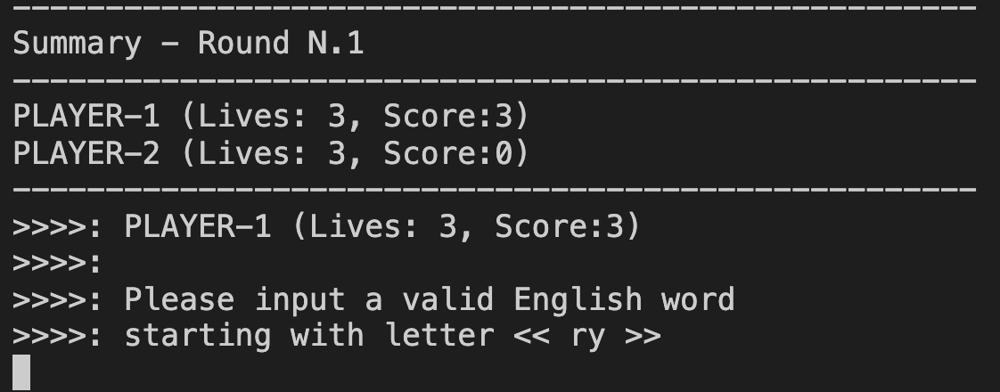 -----------------------------------------------------
Summary - Round N.1
-----------------------------------------------------
PLAYER-1 (Lives: 3, Score:3)
PLAYER-2 (Lives: 3, Score:0)
-----------------------------------------------------
>>>>: PLAYER-1 (Lives: 3, Score:3)
>>>>:
>>>>: Please input a valid English word
>>>>: starting with letter << ry >>